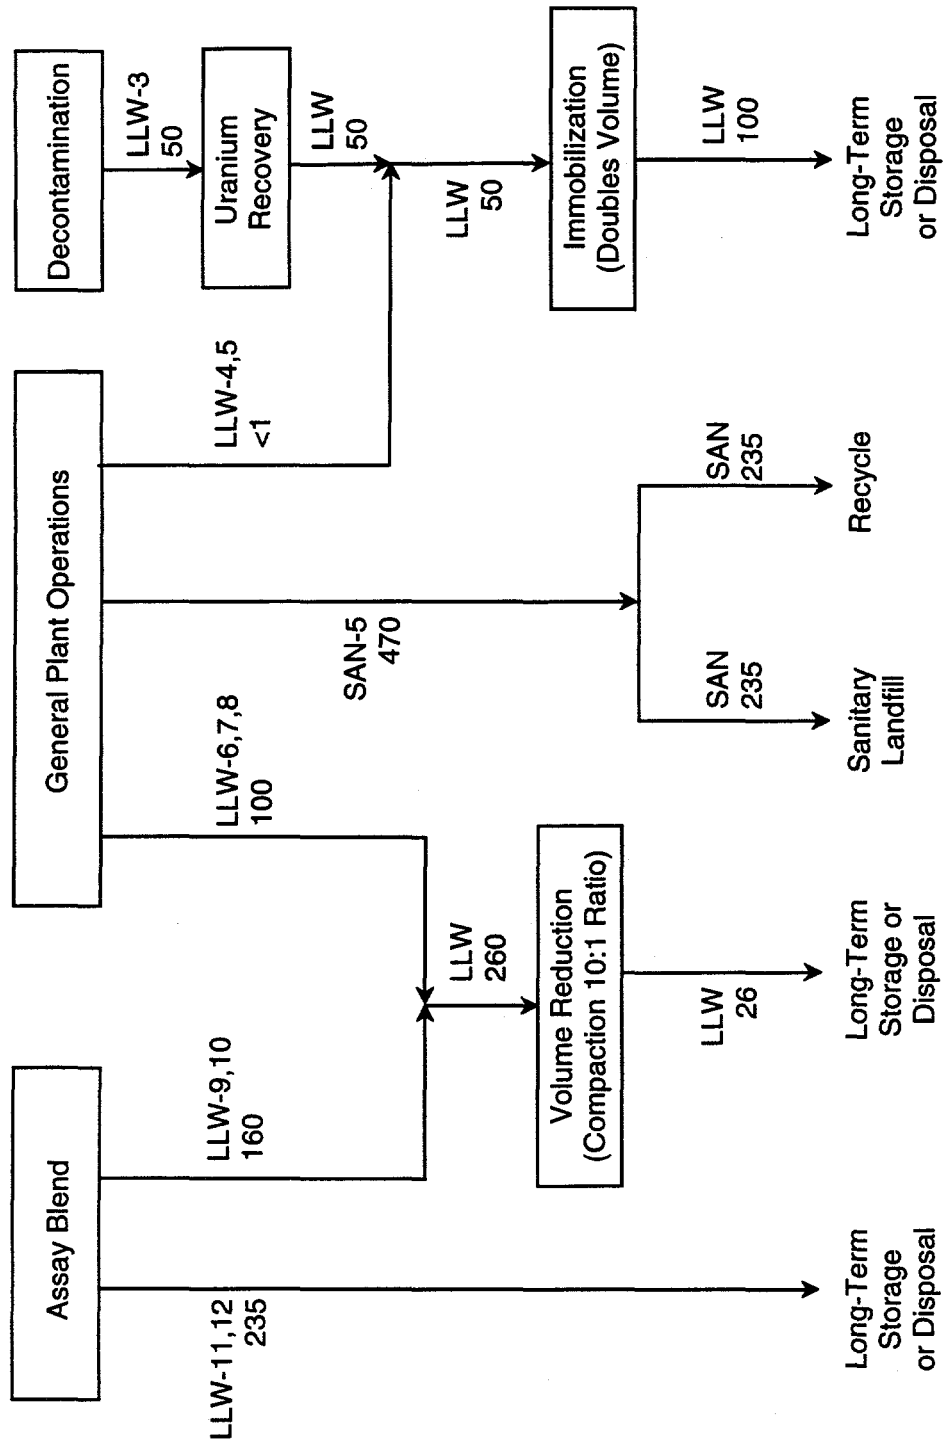 Assay Blend
General Plant Operations
Decontamination
LLW-11,12
235
LLW-9,10
160
LLW-6,7,8
100
SAN-5
470
LLW-4,5
<1
LLW-3
50
Uranium
Recovery
LLW
50
LLW
260
LLW
50
Volume Reduction
(Compaction 10:1 Ratio)
Immobilization
(Doubles Volume)
LLW
26
SAN
235
SAN
235
LLW
100
Long-Term
Storage
or Disposal
Long-Term
Storage or
Disposal
Sanitary
Landfill
Recycle
Long-Term
Storage
or Disposal